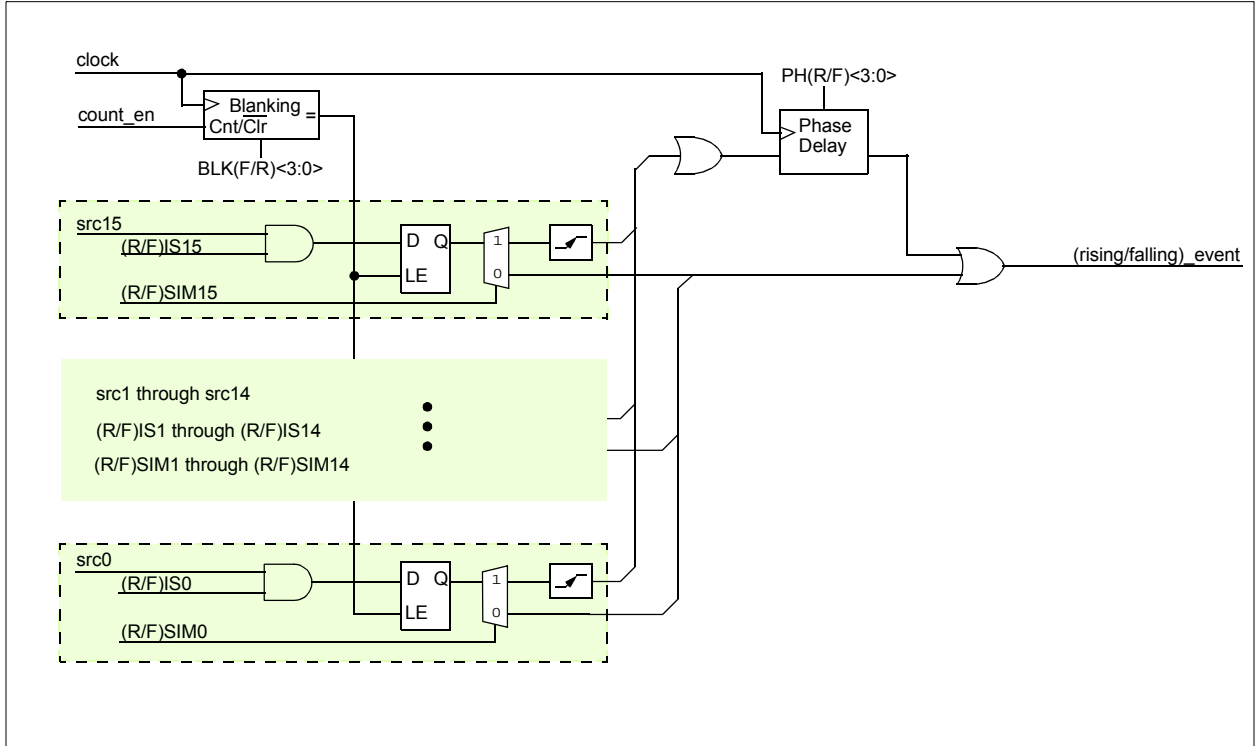 clock
PH(R/F)<3:0>
Blanking
=
count_en
Cnt/Clr
Phase
Delay
BLK(F/R)<3:0>
src15
(R/F)IS15
D Q
1
LE
0
(R/F)SIM15
(rising/falling)_event
src1 through src14
(R/F)IS1 through (R/F)IS14
(R/F)SIM1 through (R/F)SIM14
src0
(R/F)IS0
D Q
1
LE
0
(R/F)SIM0